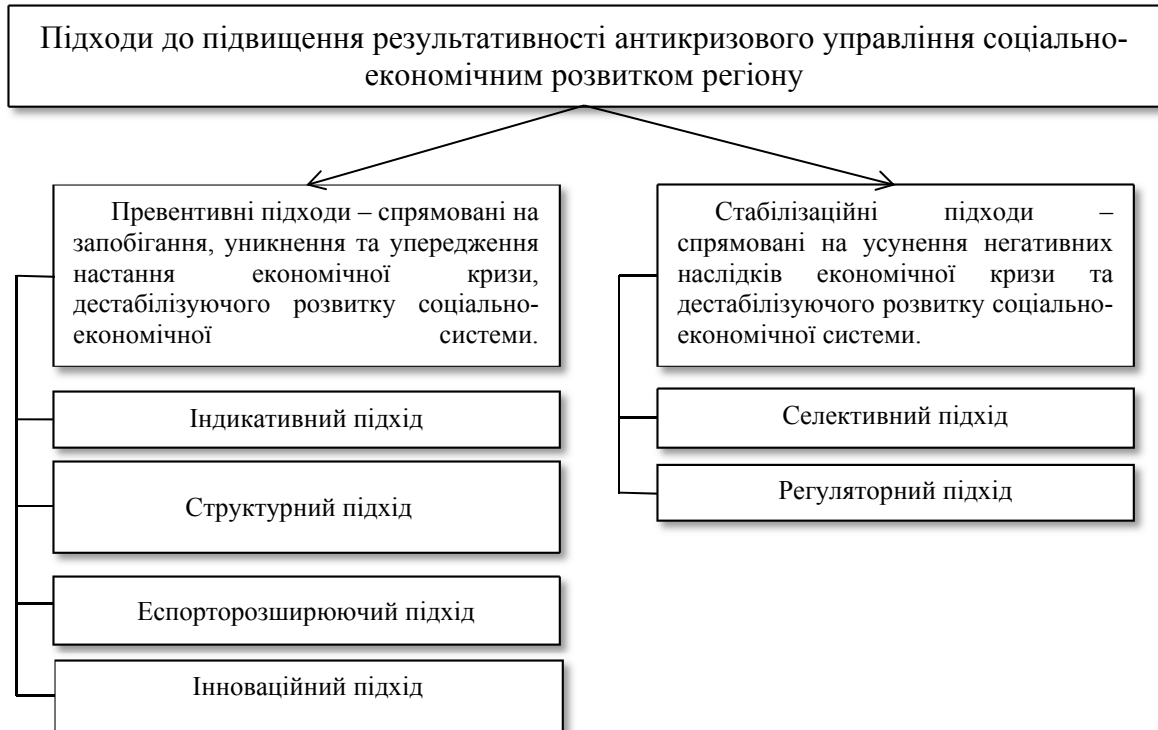 Підходи до підвищення результативності антикризового управління соціально-
економічним розвитком регіону
Превентивні підходи – спрямовані на
запобігання, уникнення та упередження
настання економічної кризи,
дестабілізуючого розвитку соціально-
економічної системи.
Індикативний підхід
Структурний підхід
Еспорторозширюючий підхід
Інноваційний підхід
Стабілізаційні підходи –
спрямовані на усунення негативних
наслідків економічної кризи та
дестабілізуючого розвитку соціально-
економічної системи.
Селективний підхід
Регуляторний підхід